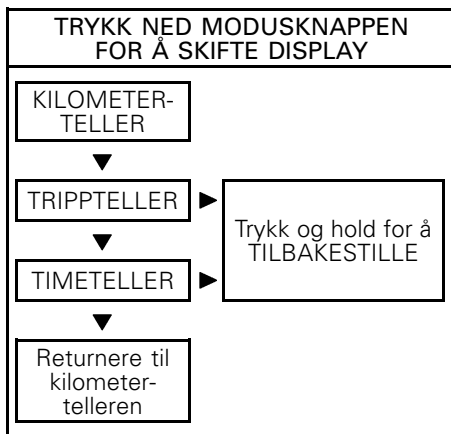 TRYKK NED MODUSKNAPPEN
FOR Å SKIFTE DISPLAY
KILOMETER-
TELLER
TRIPPTELLER
Trykk og hold for å
TILBAKESTILLE
TIMETELLER
Returnere til
kilometer-
telleren